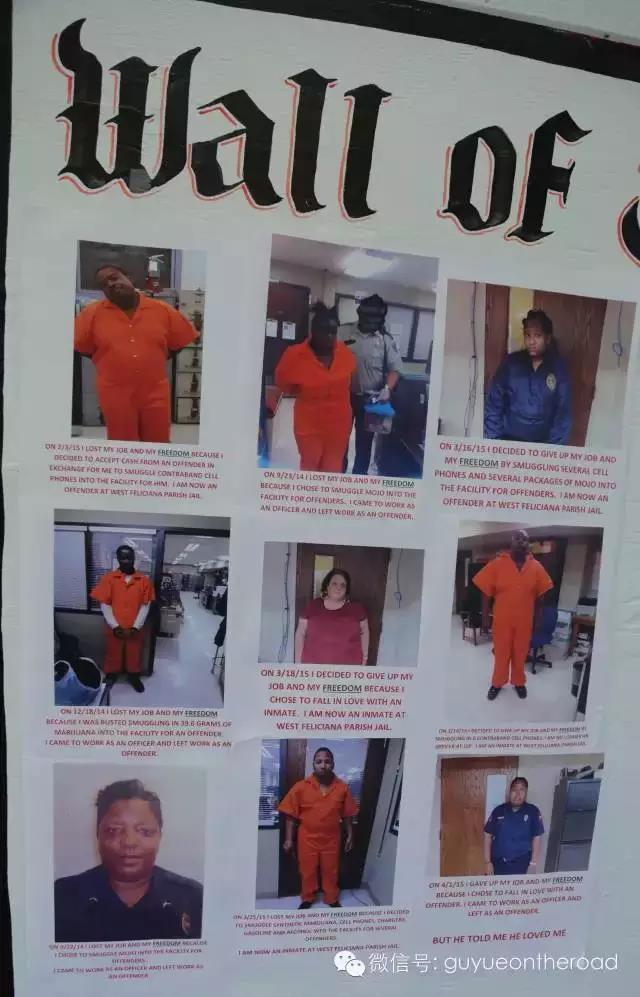 Wall of
ON 2/3/15 I LOST MY JOB AND MY FREEDOM BECAUSE I
DECIDED TO ACCEPT CASH FROM AN OFFENDER IN
EXCHANGE FOR ME TO SMUGGLE CONTRABAND CELL
PHONES INTO THE FACILITY FOR HIM. I AM NOW AN
OFFENDER AT WEST FELICIANA PARISH JAIL.
ON 9/23/14 I LOST MY JOB AND MY FREEDOM
BECAUSE I CHOSE TO SMUGGLE MOJO INTO THE
FACILITY FOR OFFENDERS. I CAME TO WORK AS
AN OFFICER AND LEFT WORK AS AN OFFENDER.
ON 3/16/15 I DECIDED TO GIVE UP MY JOB AND
MY FREEDOM BY SMUGGLING SEVERAL CELL
PHONES AND SEVERAL PACKAGES OF MOJO INTO
THE FACILITY FOR OFFENDERS. I AM NOW AN
OFFENDER AT WEST FELICIANA PARISH JAIL.
ON 12/18/14 I LOST MY JOB AND MY FREEDOM
BECAUSE I WAS BUSTED SMUGGLING IN 39.6 GRAMS OF
MARIJUANA INTO THE FACILITY FOR AN OFFENDER.
I CAME TO WORK AS AN OFFICER AND LEFT WORK AS AN
OFFENDER.
ON 3/18/15 I DECIDED TO GIVE UP MY
JOB AND MY FREEDOM BECAUSE I
CHOSE TO FALL IN LOVE WITH AN
INMATE. I AM NOW AN INMATE AT
WEST FELICIANA PARISH JAIL.
I DECIDED TO GIVE UP MY JOB AND MY FREEDOM BY
SMUGGLING IN 8 CONTRABAND CELL PHONES. I AM NO LONGER AN
OFFICER AT LSP. I AM AN INMATE AT WEST FELICIANA PARISH JAIL.
I LOST MY JOB AND MY FREEDOM BECAUSE
I CHOSE TO SMUGGLE MOJO INTO THE FACILITY
FOR OFFENDERS.
I CAME TO WORK AS AN OFFICER AND LEFT WORK AS
AN OFFENDER
I LOST MY JOB AND MY FREEDOM BECAUSE I DECIDED
TO SMUGGLE SYNTHETIC MARIJUANA, CELL PHONES, CHARGERS,
GASOLINE AND ALCOHOL INTO THE FACILITY FOR SEVERAL
OFFENDERS.
I AM NOW AN INMATE AT WEST FELICIANA PARISH JAIL.
ON 4/1/15 I GAVE UP MY JOB AND MY FREEDOM
BECAUSE I CHOSE TO FALL IN LOVE WITH AN
OFFENDER. I CAME TO WORK AS AN OFFICER AND
LEFT AS AN OFFENDER.
BUT HE TOLD ME HE LOVED ME
微信号: guyueontheroad